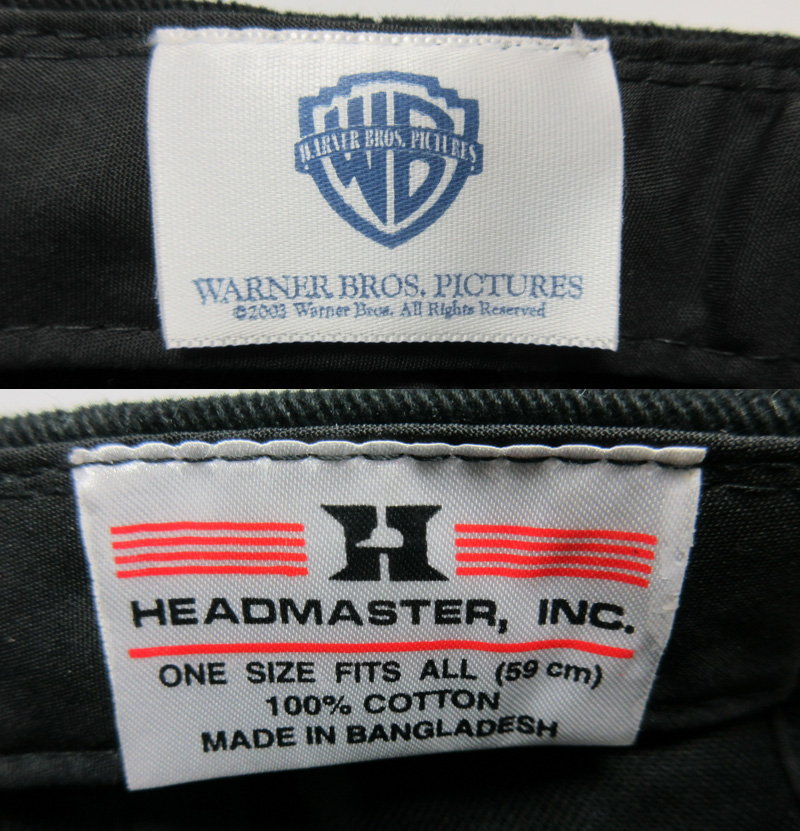 WB
WARNER BROS. PICTURES
WARNER BROS. PICTURES
©2003 Warner Bros. All Rights Reserved
H
HEADMASTER, INC.
ONE SIZE FITS ALL (59 cm)
100% COTTON
MADE IN BANGLADESH